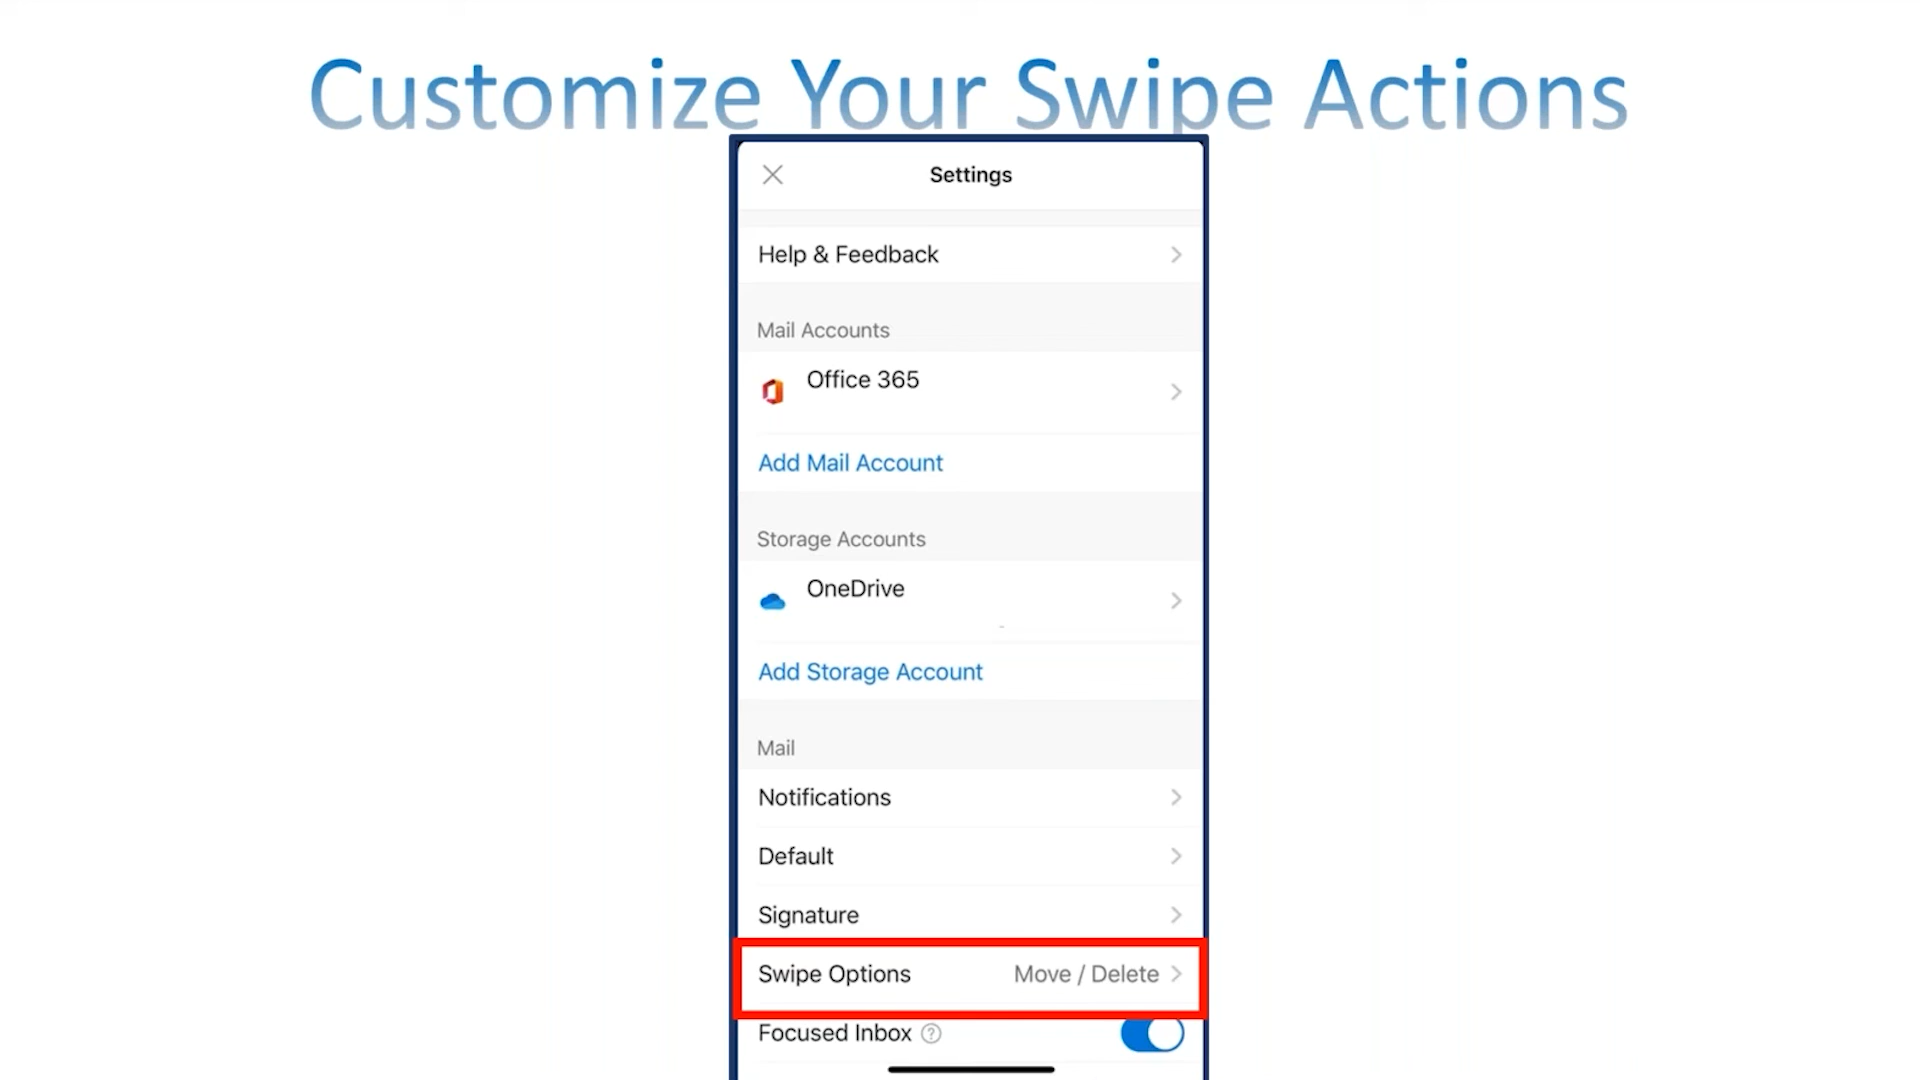 Customize Your Swipe Actions
Settings
Help & Feedback
Mail Accounts
Office 365
Add Mail Account
Storage Accounts
OneDrive
Add Storage Account
Mail
Notifications
Default
Signature
Swipe Options Move / Delete
Focused Inbox ?